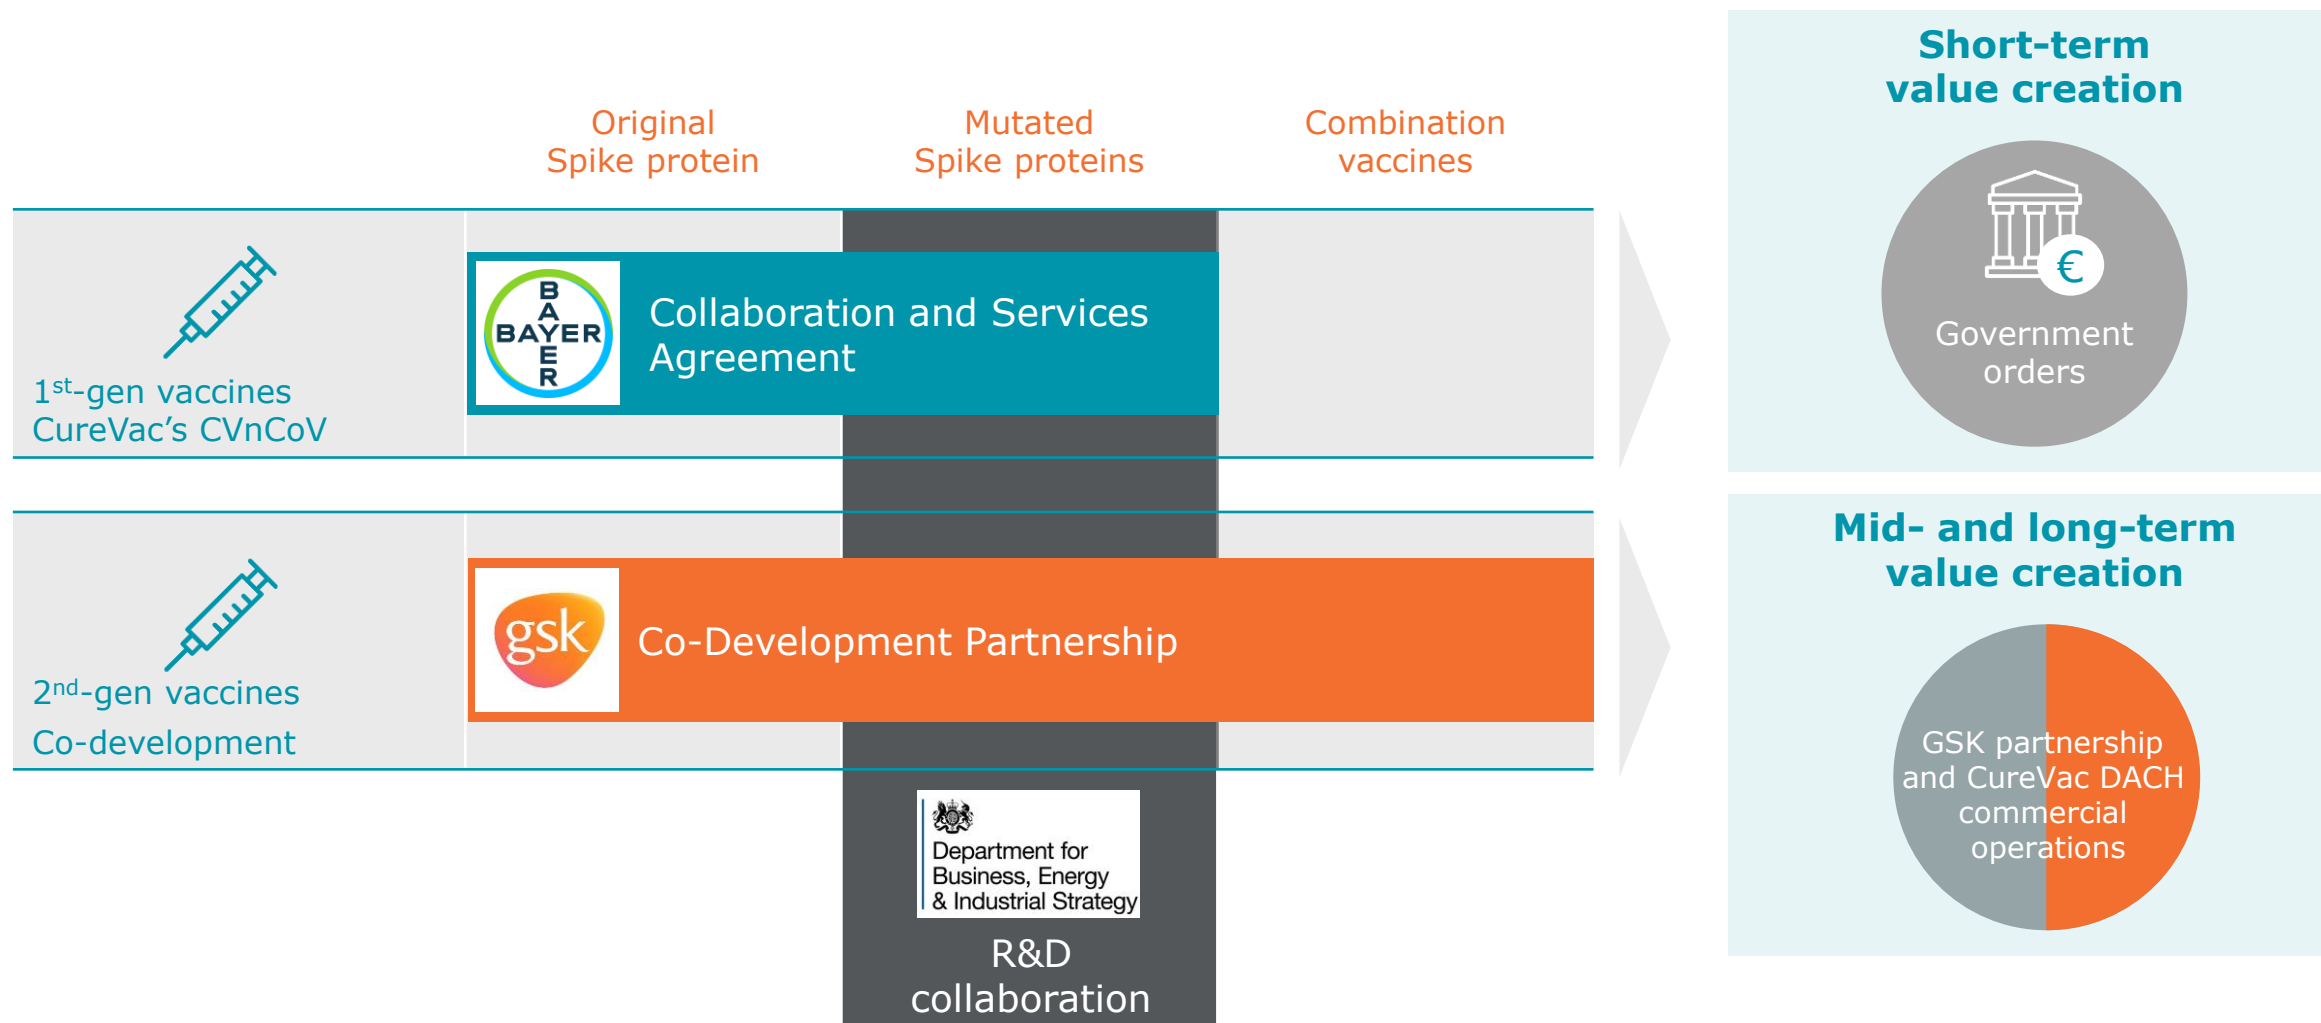 Short-term
value creation
Original
Spike protein
Mutated
Spike proteins
Combination
vaccines
€
Government
orders
1st-gen vaccines
CureVac’s CVnCoV
BAYER
BAYER
Collaboration and Services
Agreement
Mid- and long-term
value creation
2nd-gen vaccines
Co-development
gsk
Co-Development Partnership
GSK partnership
and CureVac DACH
commercial
operations
Department for
Business, Energy
& Industrial Strategy
R&D
collaboration